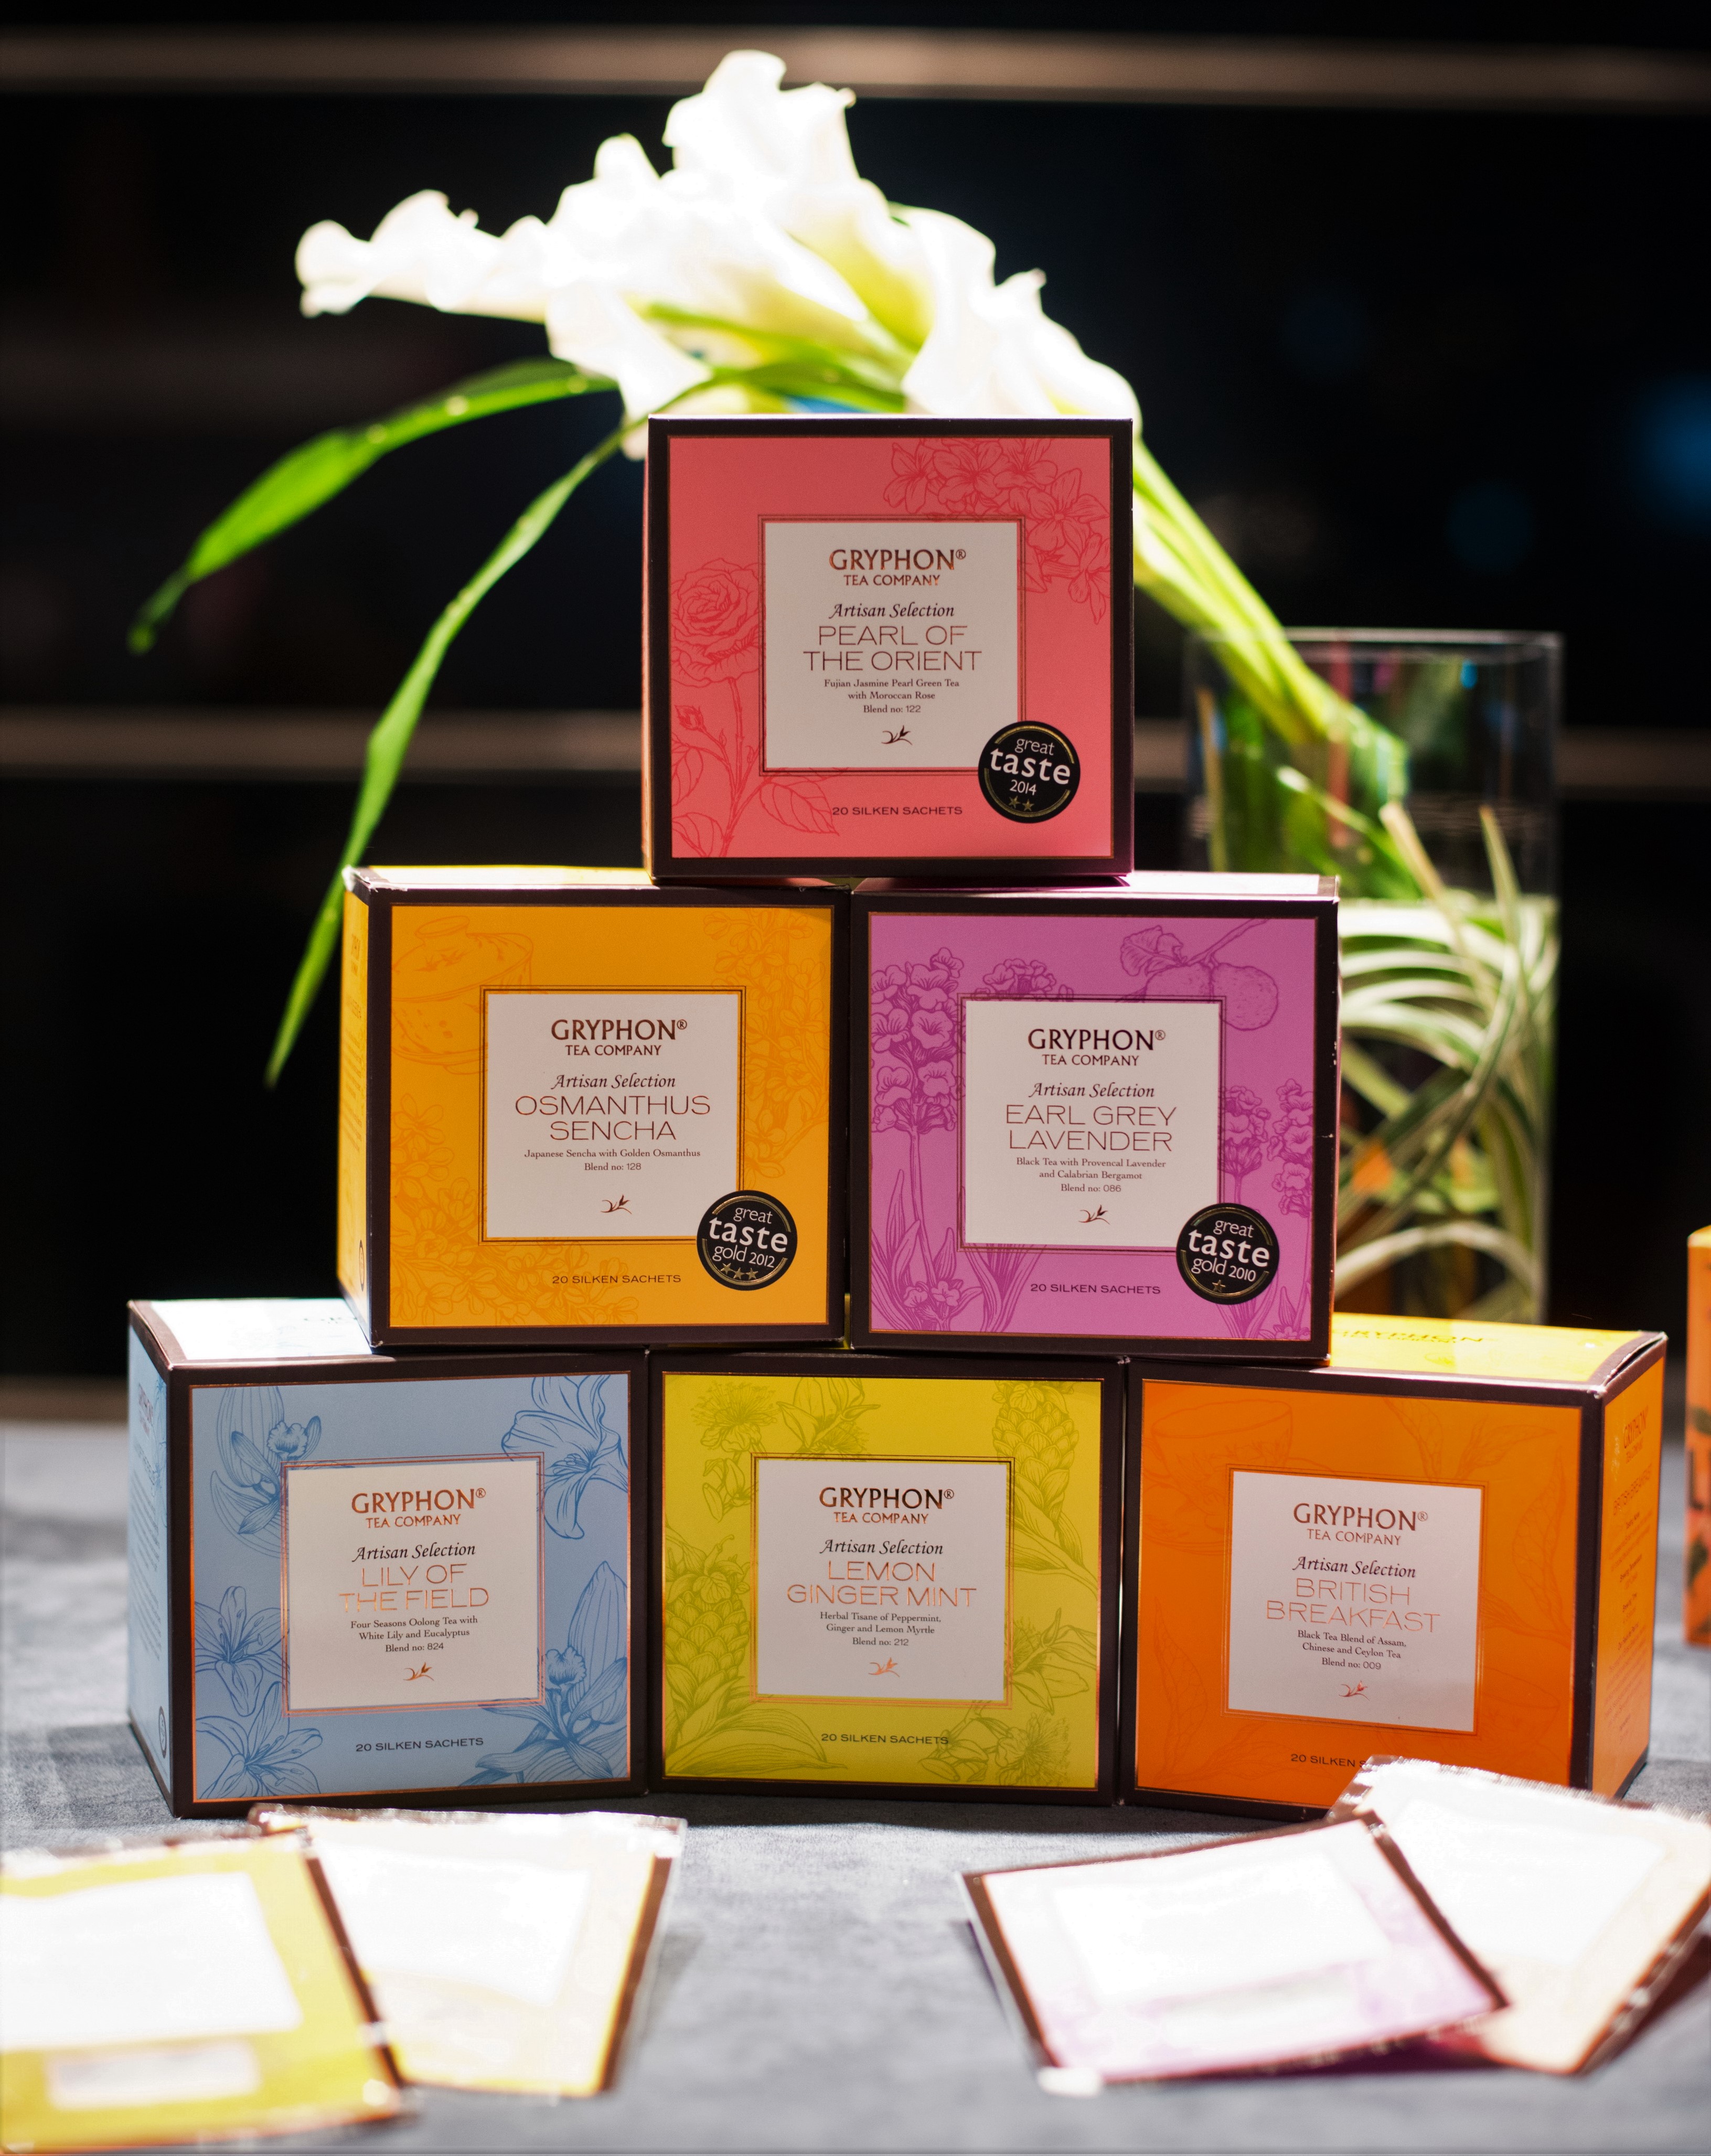 GRYPHON®
TEA COMPANY
Artisan Selection
PEARL OF
THE ORIENT
Fujian Jasmine Pearl Green Tea
with Moroccan Rose
Blend no: 122
great
taste
2014
20 SILKEN SACHETS
GRYPHON®
TEA COMPANY
Artisan Selection
OSMANTHUS
SENCHA
Japanese Sencha with Golden Osmanthus
Blend no: 128
great
taste
gold 2012
20 SILKEN SACHETS
GRYPHON®
TEA COMPANY
Artisan Selection
EARL GREY
LAVENDER
Black Tea with Provencal Lavender
and Calabrian Bergamot
Blend no: 086
great
taste
gold 2010
20 SILKEN SACHETS
GRYPHON®
TEA COMPANY
Artisan Selection
LILY OF
THE FIELD
Four Seasons Oolong Tea with
White Lily and Eucalyptus
Blend no: 824
20 SILKEN SACHETS
GRYPHON®
TEA COMPANY
Artisan Selection
LEMON
GINGER MINT
Herbal Tisane of Peppermint,
Ginger and Lemon Myrtle
Blend no: 212
20 SILKEN SACHETS
GRYPHON
GRYPHON®
TEA COMPANY
Artisan Selection
BRITISH
BREAKFAST
Black Tea Blend of Assam,
Chinese and Ceylon Tea
Blend no: 009
20 SILKEN